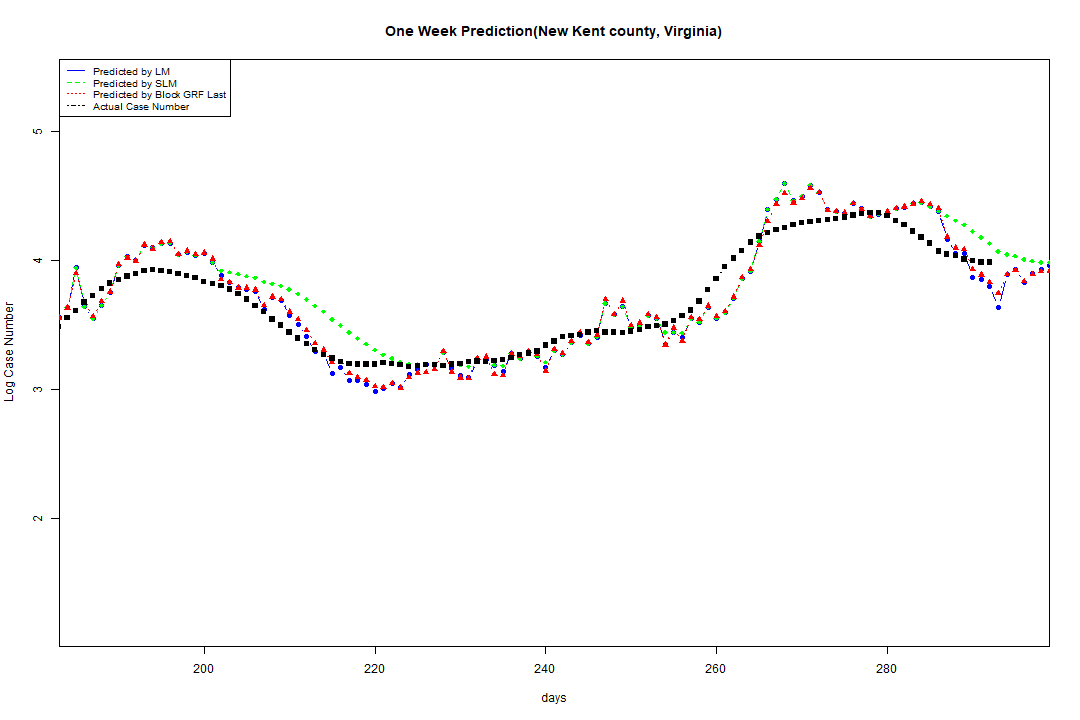 One Week Prediction(New Kent county, Virginia)
Predicted by LM
Predicted by SLM
Predicted by Block GRF Last
Actual Case Number
5
4
3
2
Log Case Number
200 220 240 260 280
days